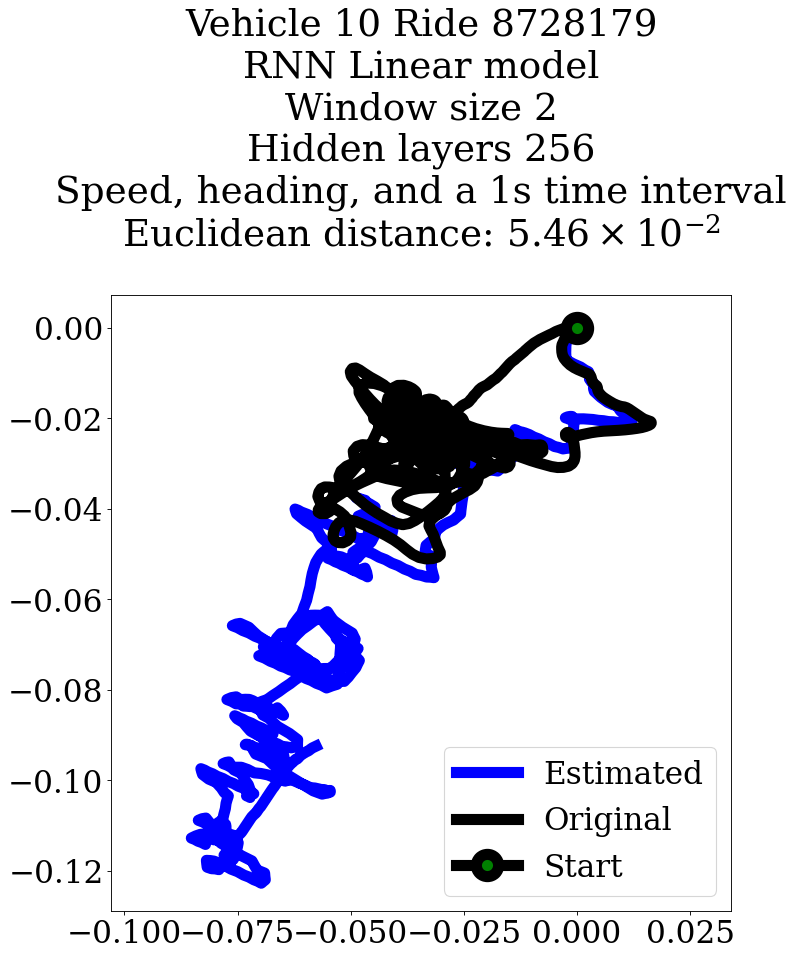 Vehicle 10 Ride 8728179
RNN Linear model
Window size 2
Hidden layers 256
Speed, heading, and a 1s time interval
Euclidean distance: 5.46 × 10⁻²
0.00
−0.02
−0.04
−0.06
−0.08
−0.10
−0.12
Estimated
Original
Start
−0.100 −0.075 −0.050 −0.025 0.000 0.025